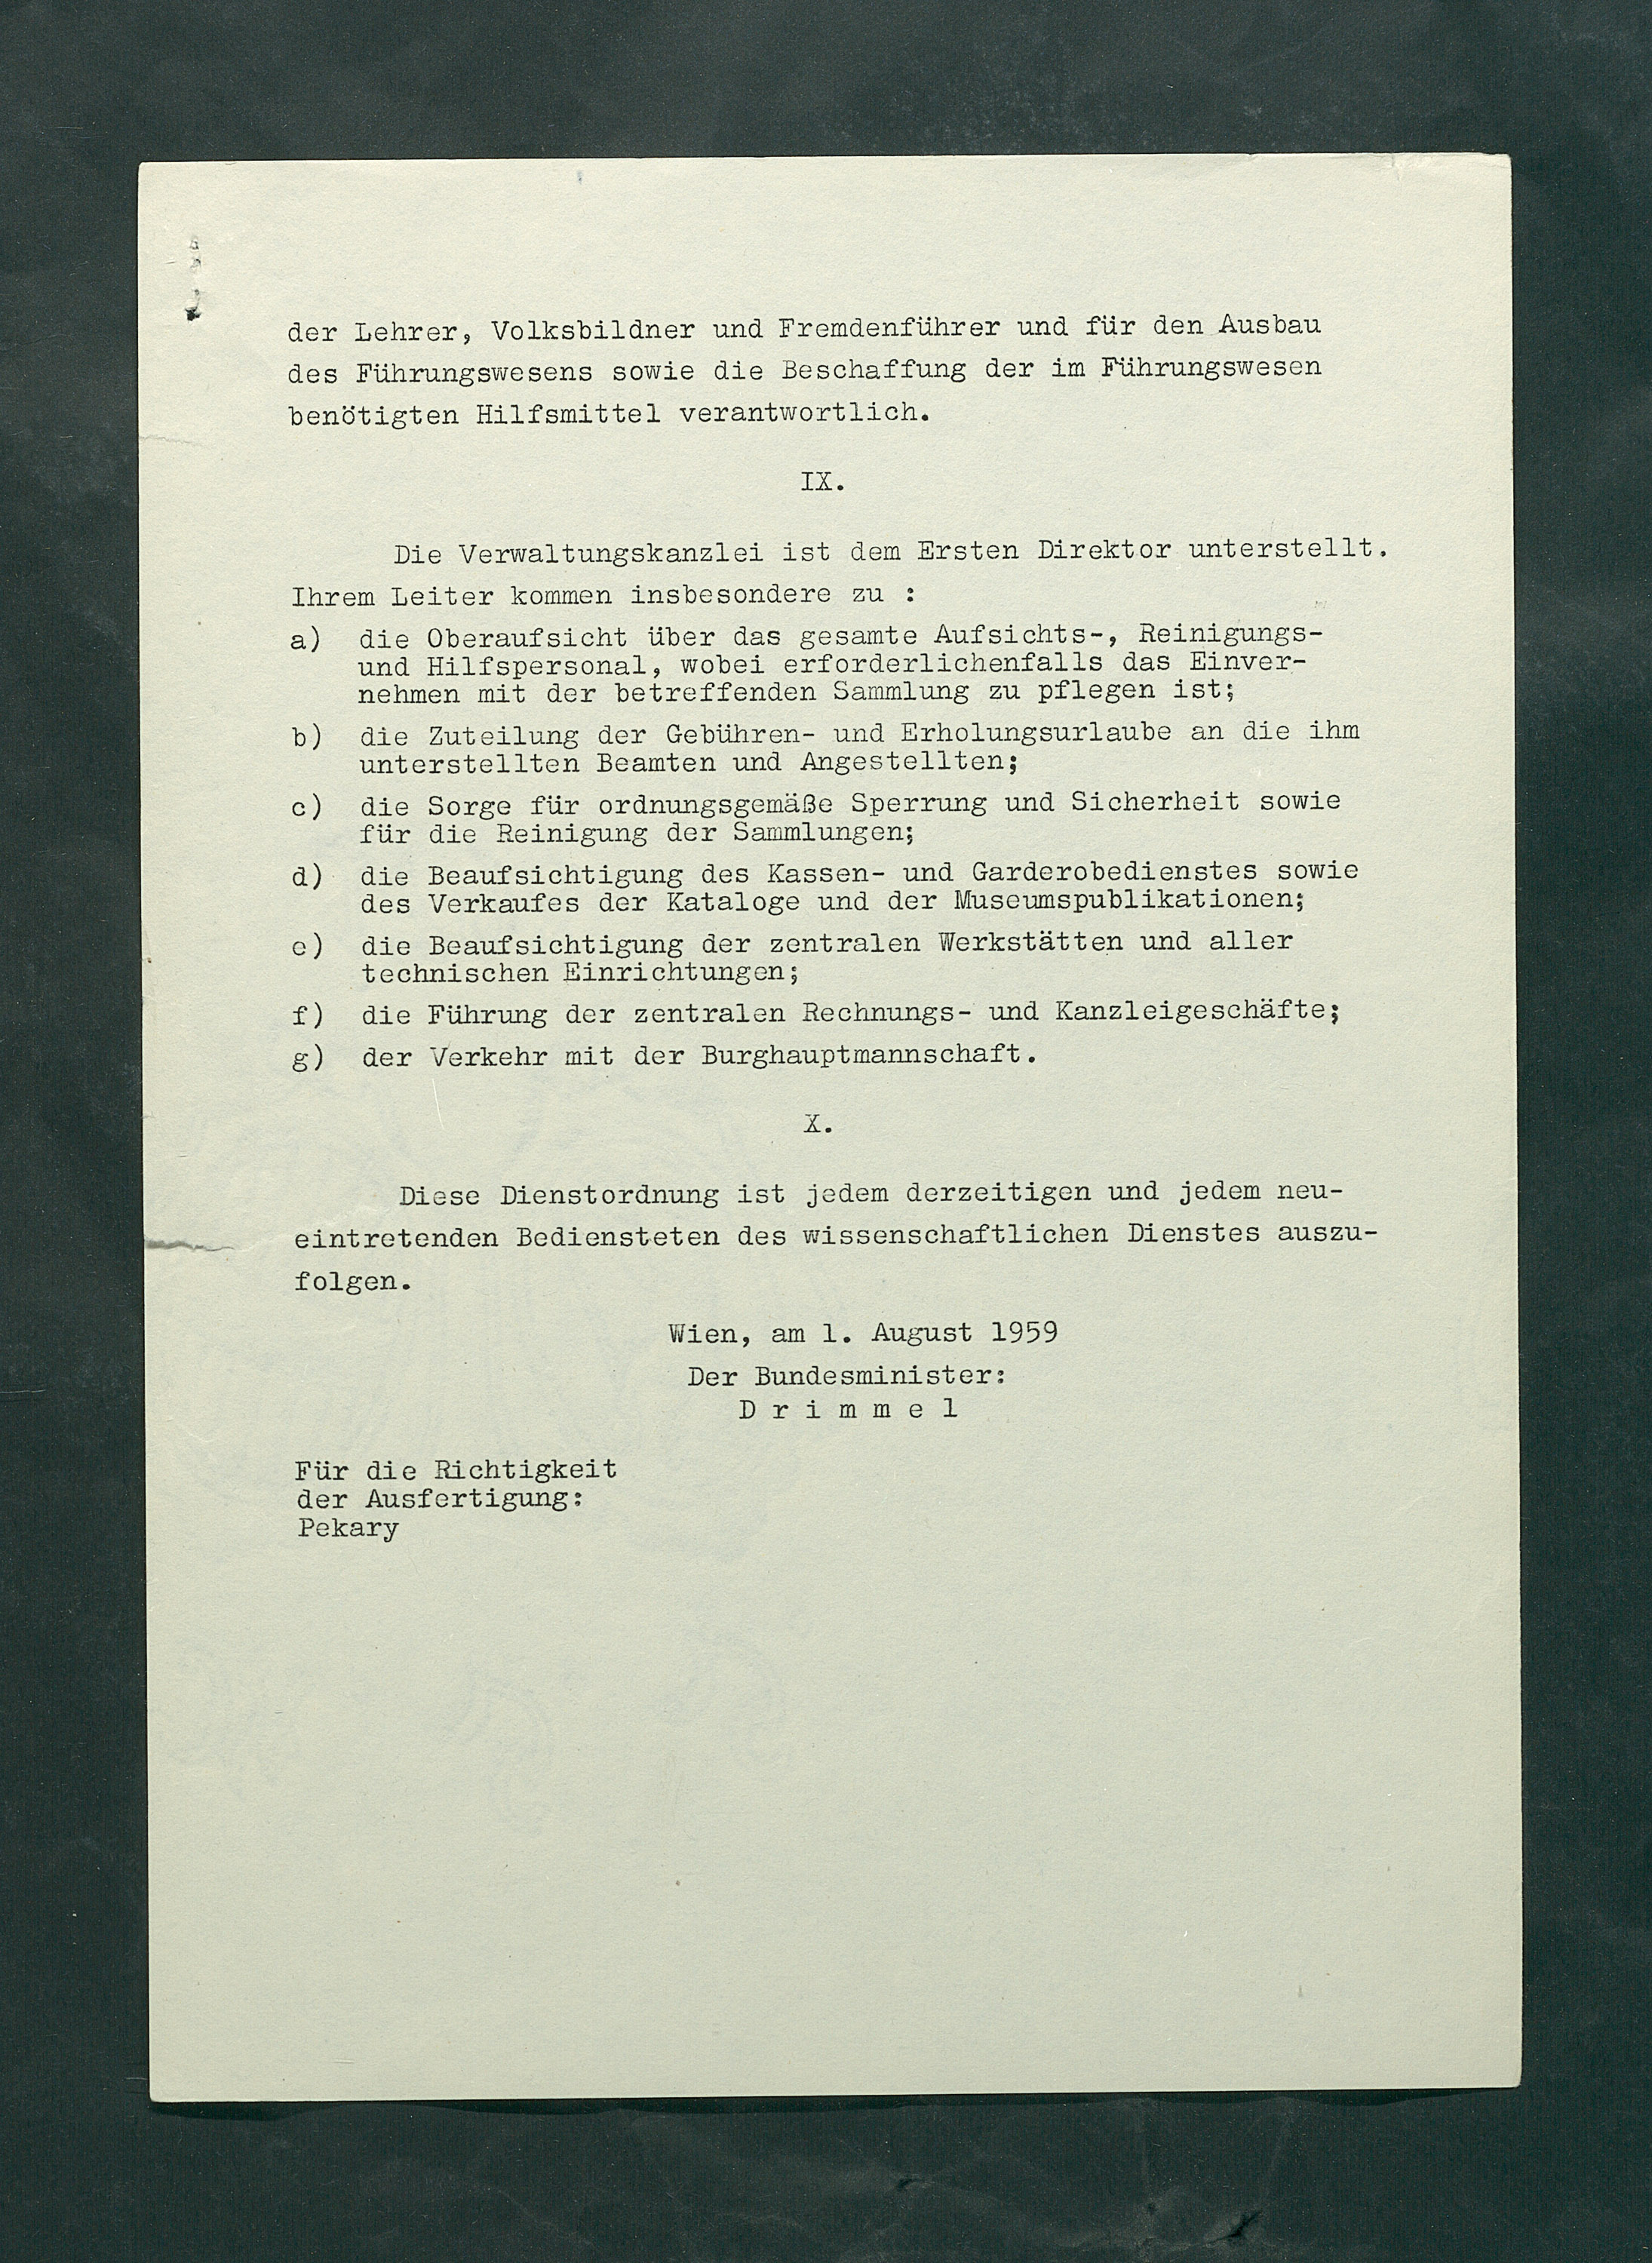 der Lehrer, Volksbildner und Fremdenführer und für den Ausbau
des Führungswesens sowie die Beschaffung der im Führungswesen
benötigten Hilfsmittel verantwortlich.
IX.
Die Verwaltungskanzlei ist dem Ersten Direktor unterstellt.
Ihrem Leiter kommen insbesondere zu :
a) die Oberaufsicht über das gesamte Aufsichts-, Reinigungs-
und Hilfspersonal, wobei erforderlichenfalls das Einver-
nehmen mit der betreffenden Sammlung zu pflegen ist;
b) die Zuteilung der Gebühren- und Erholungsurlaube an die ihm
unterstellten Beamten und Angestellten;
c) die Sorge für ordnungsgemäße Sperrung und Sicherheit sowie
für die Reinigung der Sammlungen;
d) die Beaufsichtigung des Kassen- und Garderobedienstes sowie
des Verkaufes der Kataloge und der Museumspublikationen;
e) die Beaufsichtigung der zentralen Werkstätten und aller
technischen Einrichtungen;
f) die Führung der zentralen Rechnungs- und Kanzleigeschäfte;
g) der Verkehr mit der Burghauptmannschaft.
X.
Diese Dienstordnung ist jedem derzeitigen und jedem neu-
eintretenden Bediensteten des wissenschaftlichen Dienstes auszu-
folgen.
Wien, am 1. August 1959
Der Bundesminister:
D r i m m e l
Für die Richtigkeit
der Ausfertigung:
Pekary